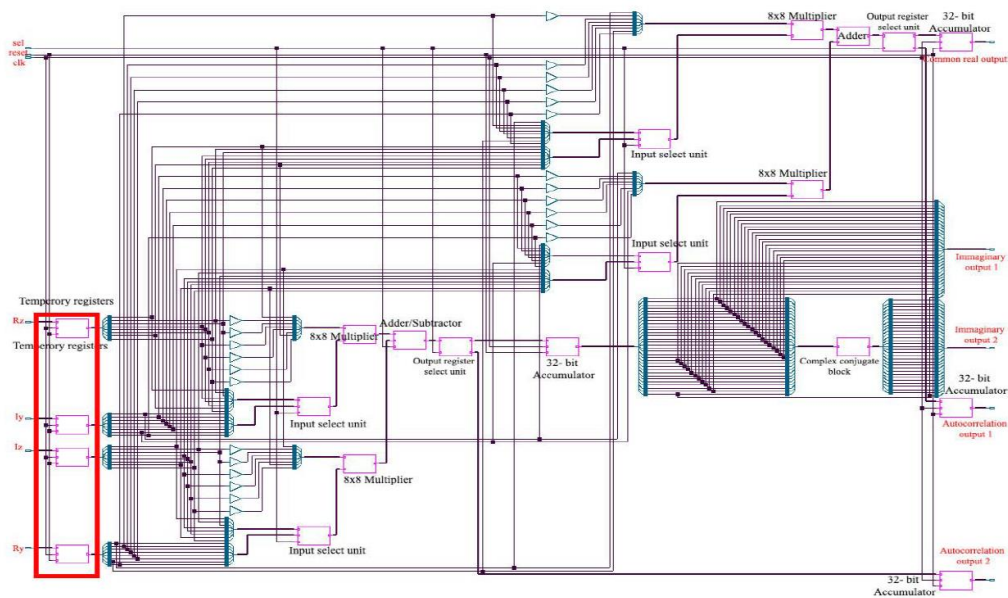 8x8 Multiplier
Output register
select unit
32- bit
Accumulator
Adder
sel
reset
clk
Common real output
Input select unit
8x8 Multiplier
Input select unit
Immaginary
output 1
Temperory registers
Rz
Temperory registers
8x8 Multiplier
Adder/Subtractor
Output register
select unit
32- bit
Accumulator
Complex conjugate
block
Immaginary
output 2
32- bit
Accumulator
Iy
Input select unit
Autocorrelation
output 1
Iz
8x8 Multiplier
Ry
Input select unit
Autocorrelation
output 2
32- bit
Accumulator